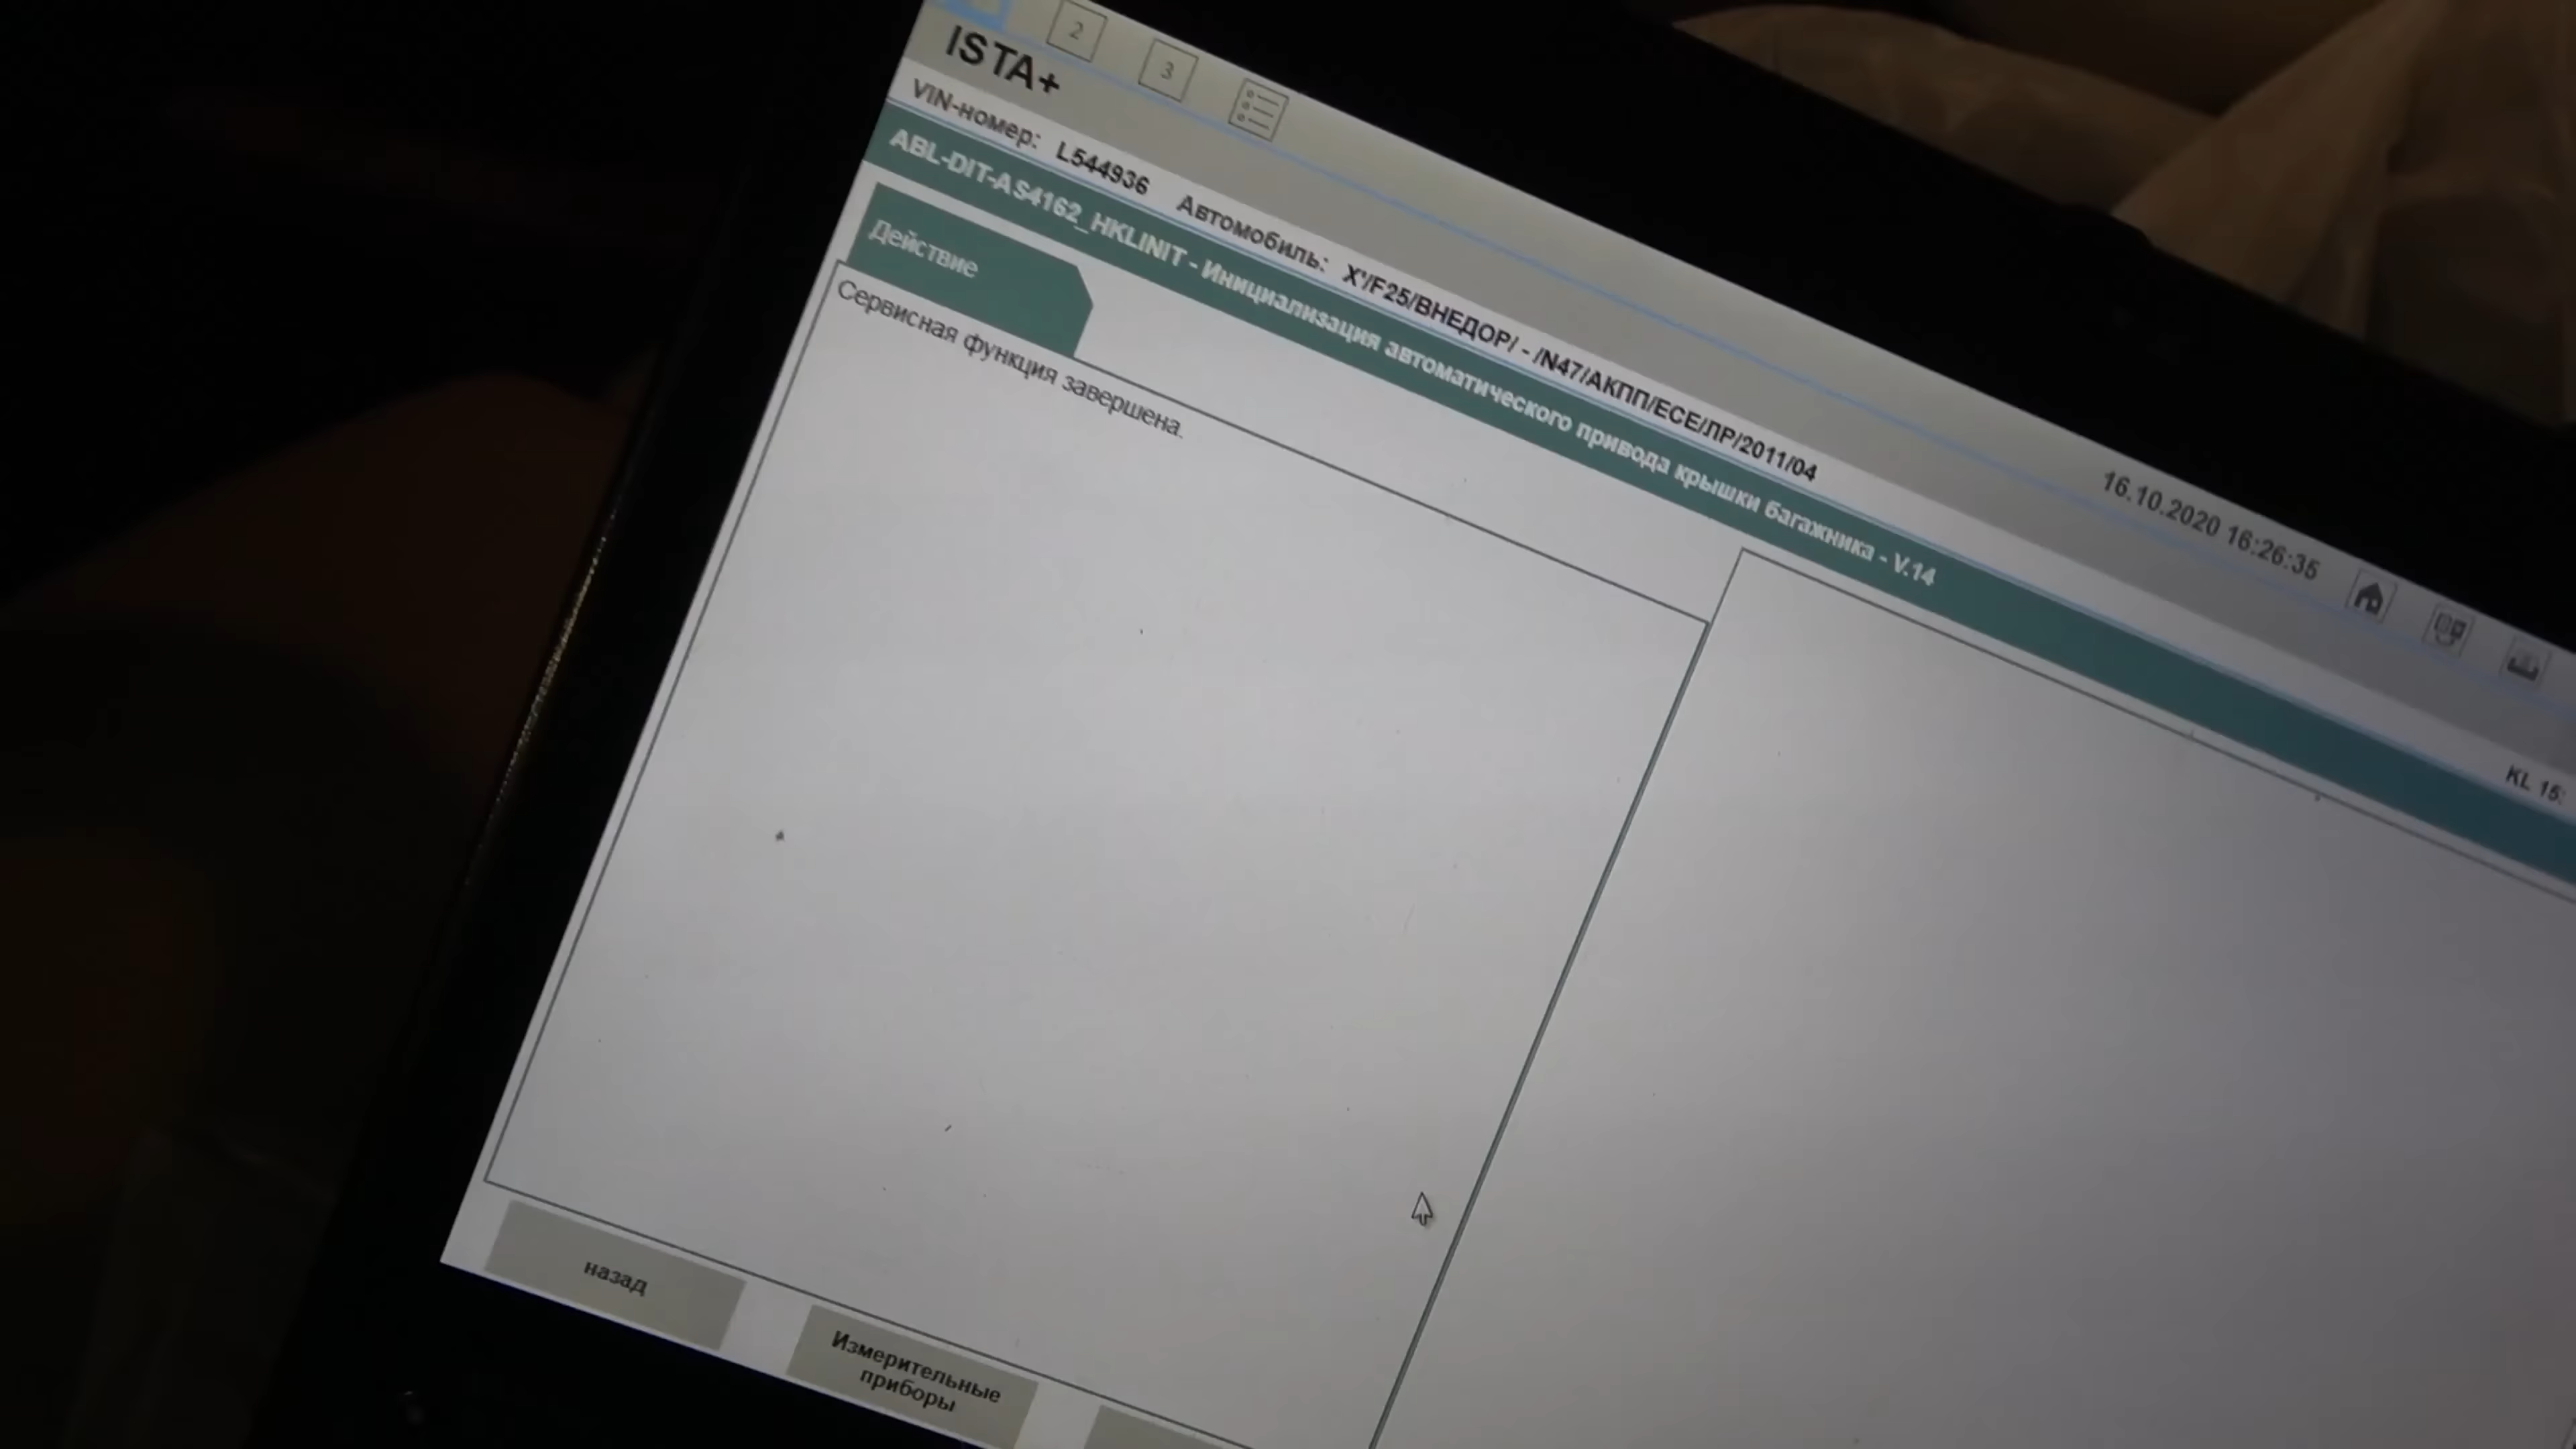 2
3
ISTA+
VIN-номер: L544936 Автомобиль: X'/F25/ВНЕДОР/ - /N47/АКПП/ECE/ЛР/2011/04
16.10.2020 16:26:35
KL 15:
ABL-DIT-AS4162_HKLINIT - Инициализация автоматического привода крышки багажника - V.14
Действие
Сервисная функция завершена.
назад
Измерительные
приборы